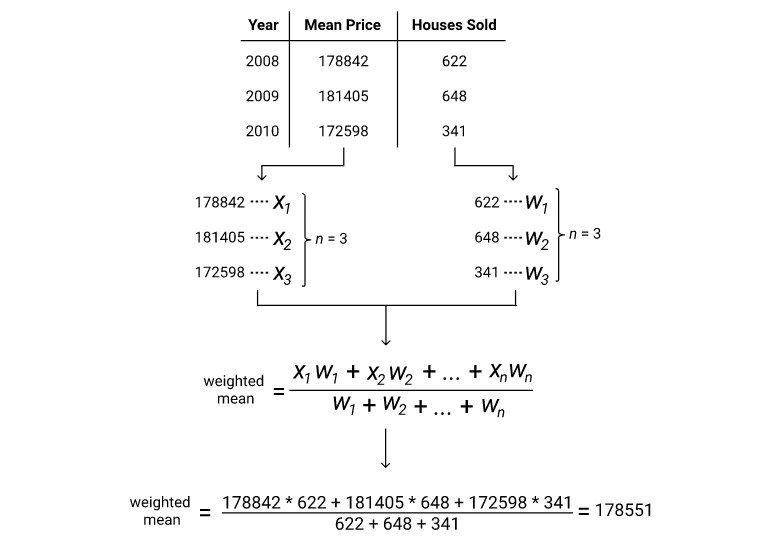 Year Mean Price Houses Sold
2008 178842 622
2009 181405 648
2010 172598 341
178842 ···· X1 622 ···· W1
181405 ···· X2 n = 3 648 ···· W2 n = 3
172598 ···· X3 341 ···· W3
weighted mean = X1W1 + X2W2 + ... + XnWn
W1 + W2 + ... + Wn
weighted mean = 178842 * 622 + 181405 * 648 + 172598 * 341 = 178551
622 + 648 + 341